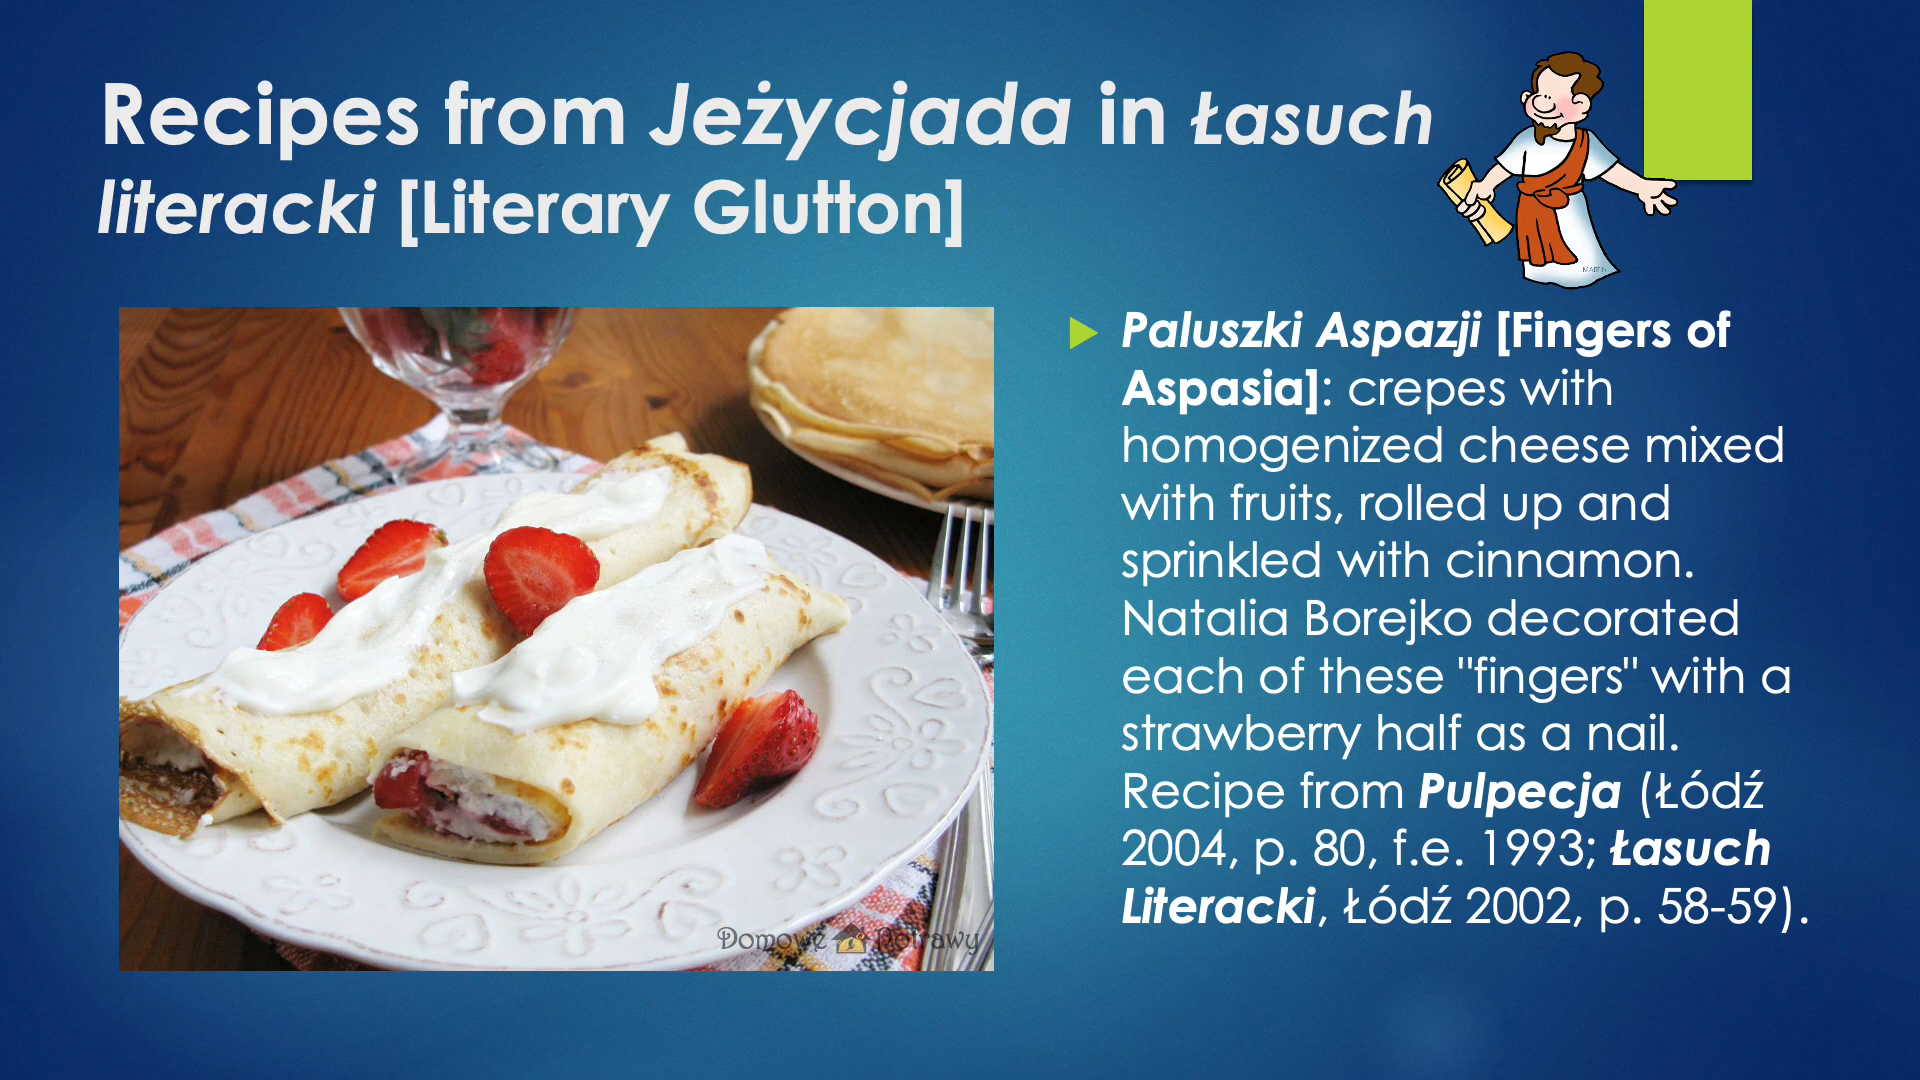 Recipes from Jeżycjada in Łasuch
literacki [Literary Glutton]
MARTIN
Paluszki Aspazji [Fingers of
Aspasia]: crepes with
homogenized cheese mixed
with fruits, rolled up and
sprinkled with cinnamon.
Natalia Borejko decorated
each of these "fingers" with a
strawberry half as a nail.
Recipe from Pulpecja (Łódź
2004, p. 80, f.e. 1993; Łasuch
Literacki, Łódź 2002, p. 58-59).
Domowe Potrawy